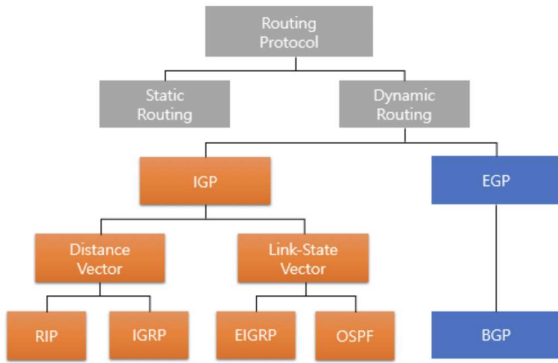 Routing
Protocol
Static
Routing
Dynamic
Routing
IGP
EGP
Distance
Vector
Link-State
Vector
RIP
IGRP
EIGRP
OSPF
BGP